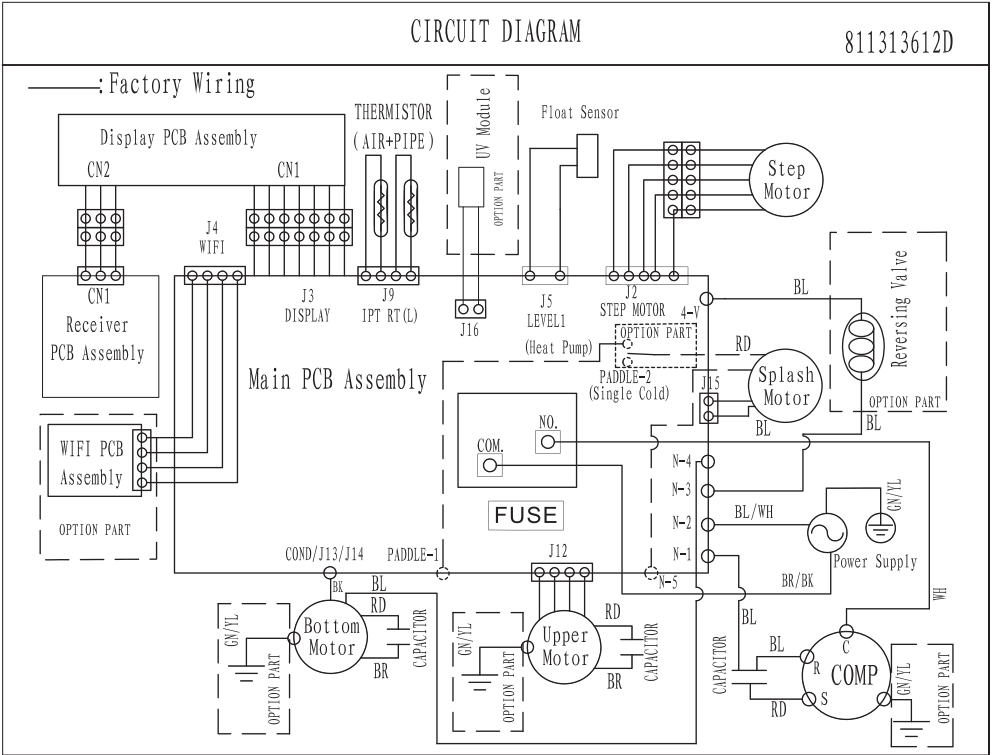 CIRCUIT DIAGRAM
811313612D
: Factory Wiring
Display PCB Assembly
CN2
CN1
THERMISTOR
(AIR+PIPE)
UV Module
OPTION PART
Float Sensor
Step
Motor
J4
WIFI
CN1
Receiver
PCB Assembly
J3
DISPLAY
J9
IPT RT(L)
J16
J5
LEVEL1
J2
STEP MOTOR
4-V
BL
Reversing Valve
OPTION PART
BL
(Heat Pump)
OPTION PART
PADDLE-2
(Single Cold)
RD
Splash
Motor
J15
BL
Main PCB Assembly
WIFI PCB
Assembly
OPTION PART
NO.
COM.
FUSE
N-4
N-3
N-2
N-1
N-5
BL/WH
GN/YL
Power Supply
BR/BK
WH
COND/J13/J14
PADDLE-1
J12
BK
BL
RD
BR
Bottom
Motor
CAPACITOR
GN/YL
OPTION PART
GN/YL
OPTION PART
Upper
Motor
RD
BR
CAPACITOR
BL
CAPACITOR
BL
RD
C
R
S
COMP
GN/YL
OPTION PART